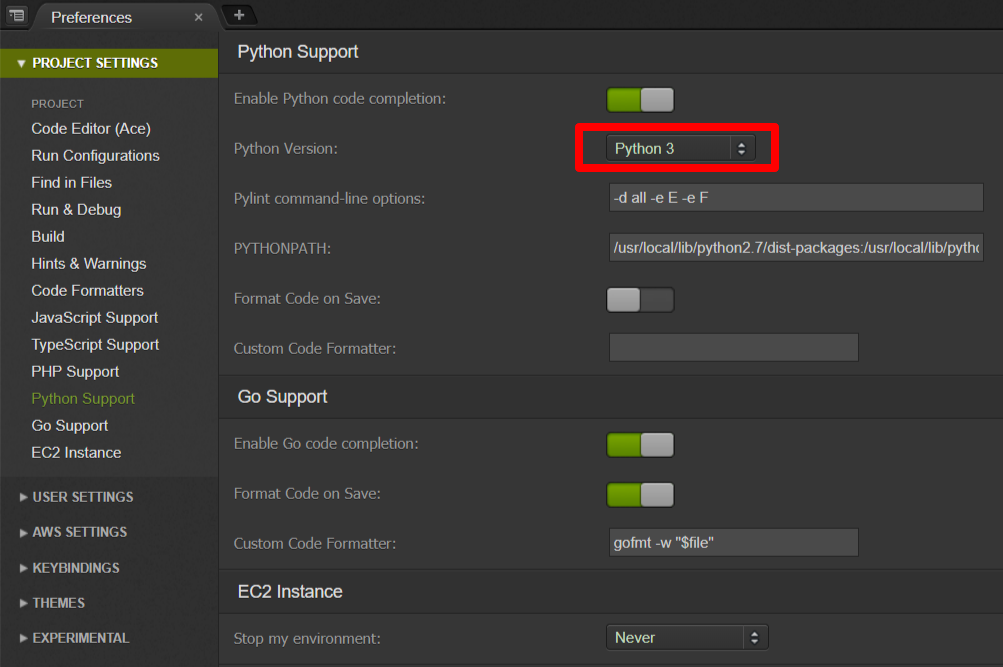 Preferences
PROJECT SETTINGS
PROJECT
Code Editor (Ace)
Run Configurations
Find in Files
Run & Debug
Build
Hints & Warnings
Code Formatters
JavaScript Support
TypeScript Support
PHP Support
Python Support
Go Support
EC2 Instance
USER SETTINGS
AWS SETTINGS
KEYBINDINGS
THEMES
EXPERIMENTAL
Python Support
Enable Python code completion:
Python Version: Python 3
Pylint command-line options: -d all -e E -e F
PYTHONPATH: /usr/local/lib/python2.7/dist-packages:/usr/local/lib/pytho
Format Code on Save:
Custom Code Formatter:
Go Support
Enable Go code completion:
Format Code on Save:
Custom Code Formatter: gofmt -w "$file"
EC2 Instance
Stop my environment: Never